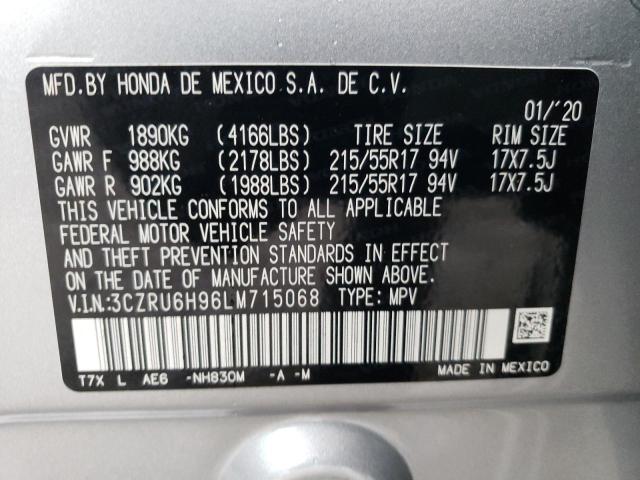 MFD.BY HONDA DE MEXICO S.A. DE C.V.
01/'20
GVWR 1890KG (4166LBS) TIRE SIZE RIM SIZE
GAWR F 988KG (2178LBS) 215/55R17 94V 17X7.5J
GAWR R 902KG (1988LBS) 215/55R17 94V 17X7.5J
THIS VEHICLE CONFORMS TO ALL APPLICABLE
FEDERAL MOTOR VEHICLE SAFETY
AND THEFT PREVENTION STANDARDS IN EFFECT
ON THE DATE OF MANUFACTURE SHOWN ABOVE.
V.I.N.:3CZRU6H96LM715068 TYPE: MPV
T7X L AE6 -NH830M -A -M
MADE IN MEXICO